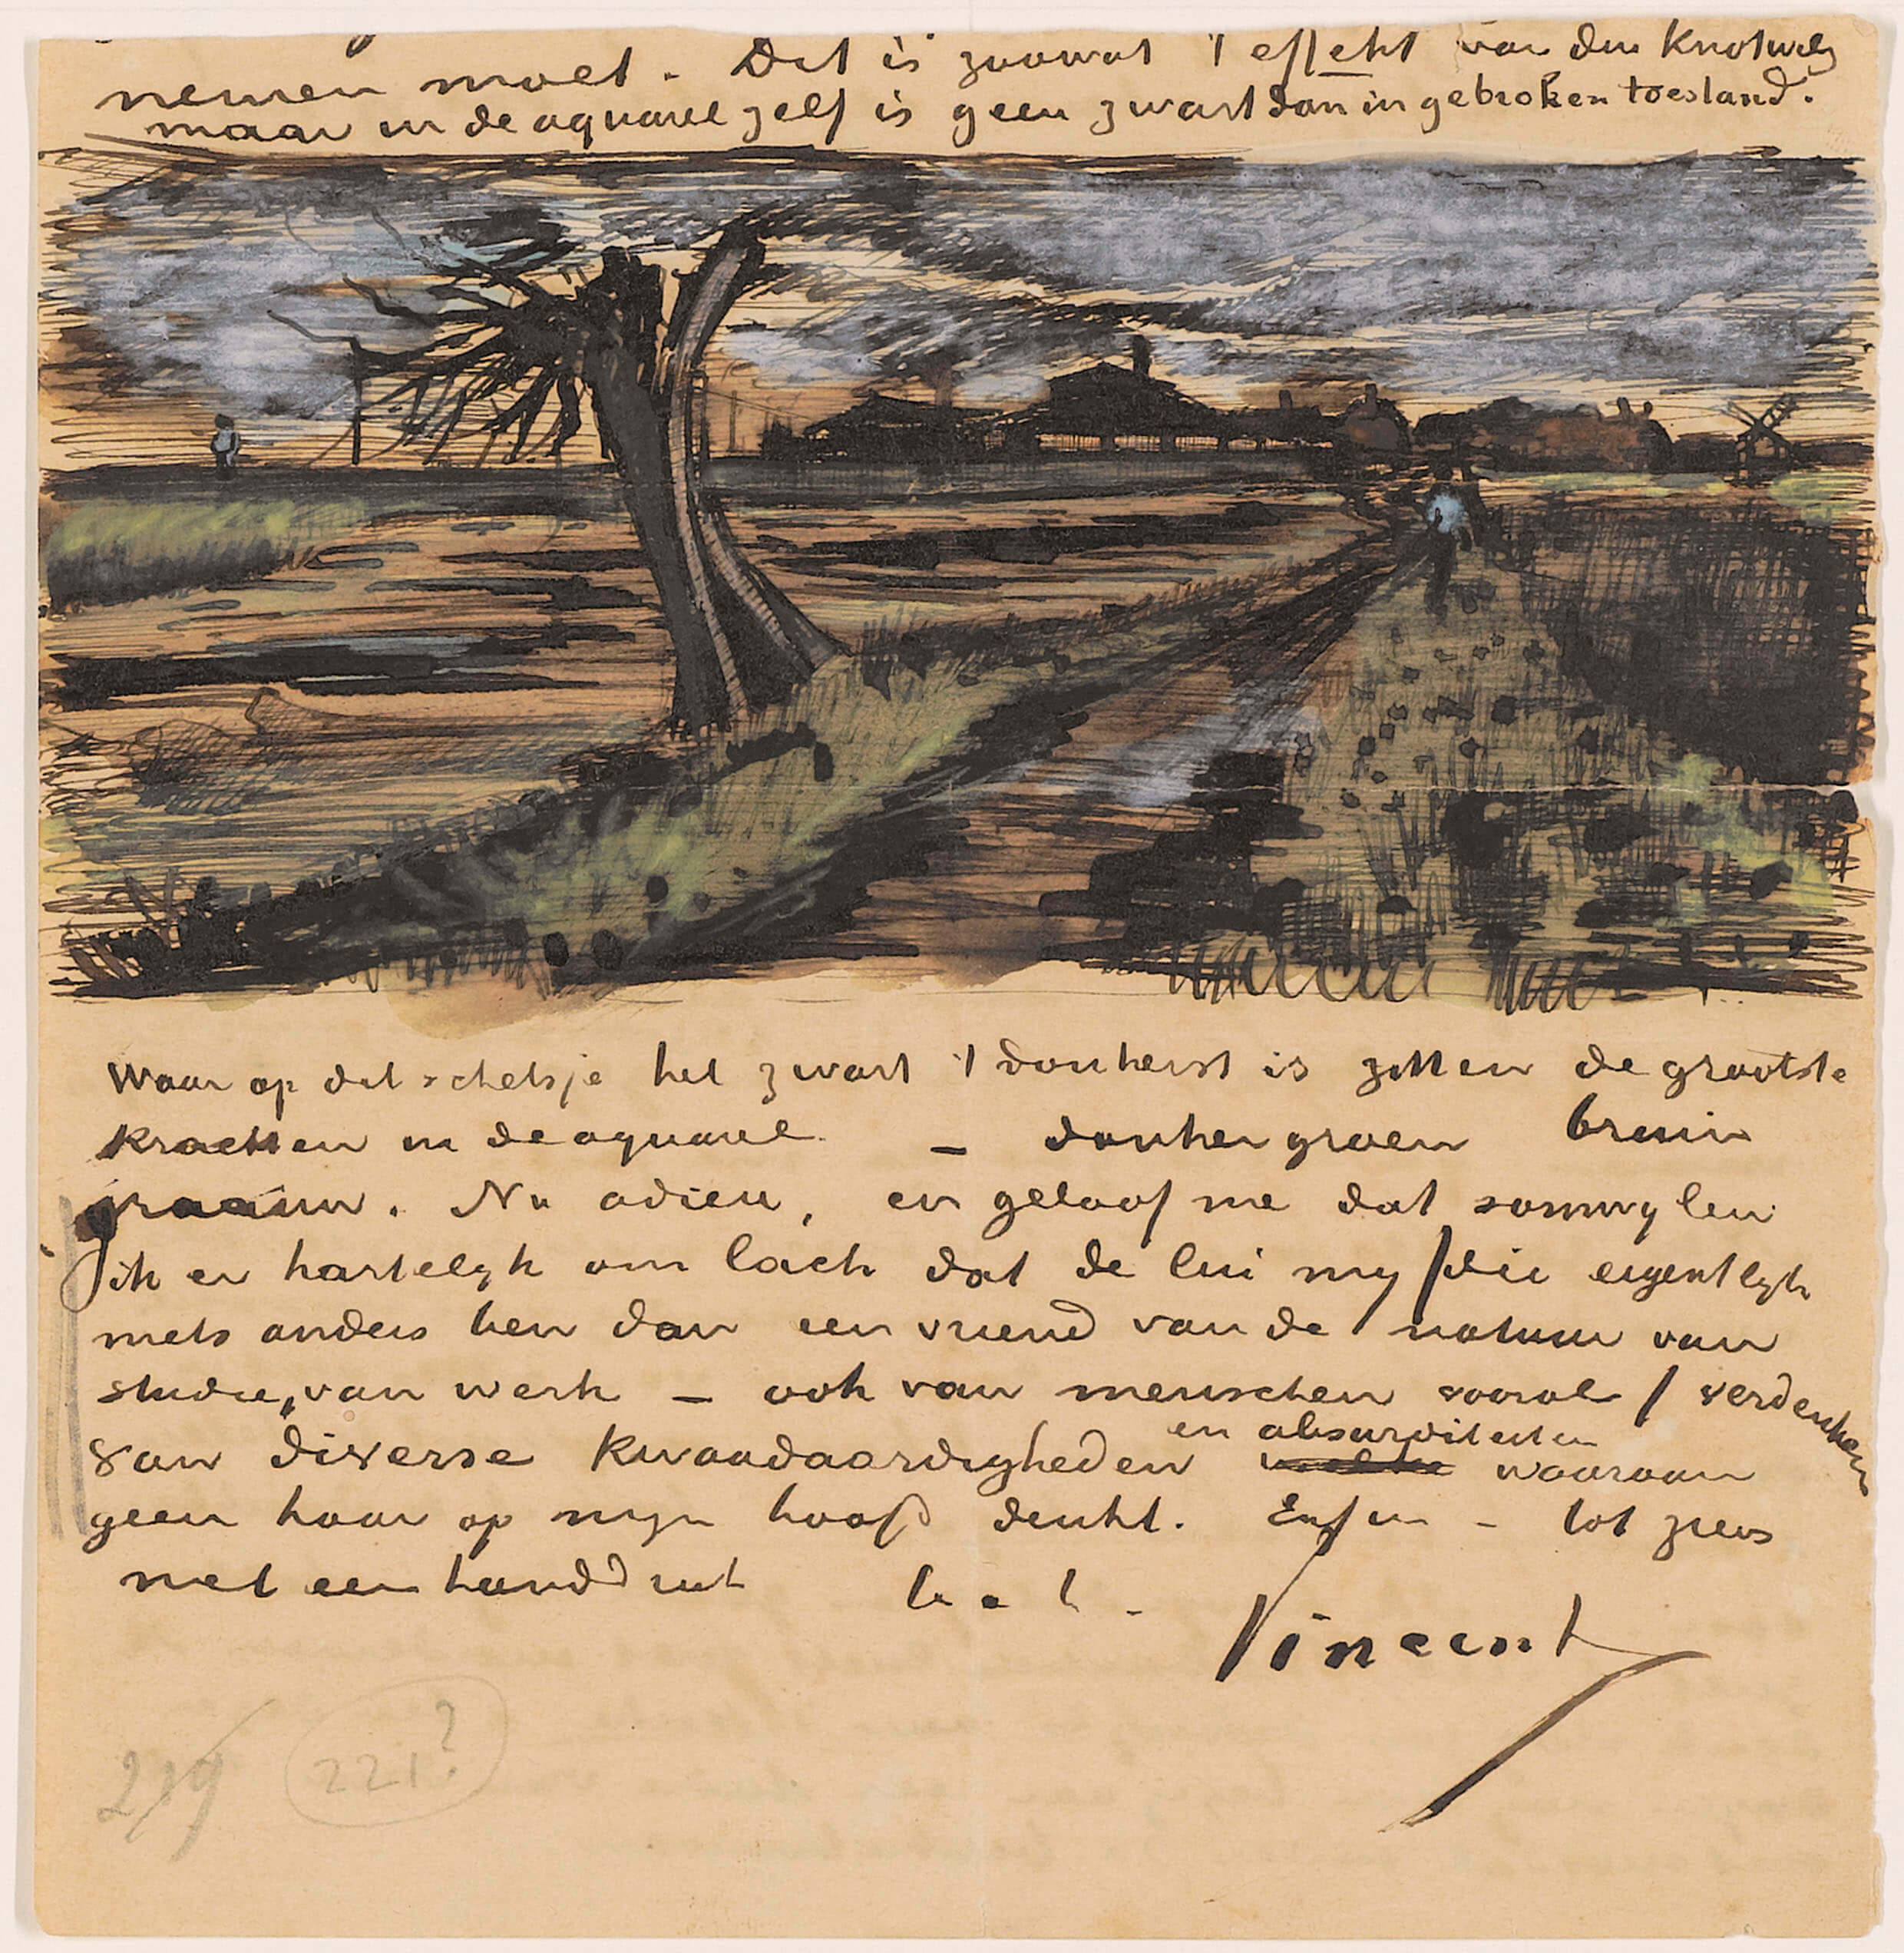 nemen moet. Dit is zoowat 't effekt van den Knotwilg
maar in de aquarel zelf is geen zwart dan in gebroken toestand.
Waar op dit schetsje het zwart 't donkerst is zitten de grootste
krachten in de aquarel – donkergroen bruin
graauw. Nu adieu, en geloof me dat somwylen
ik er hartelyk om lach dat de lui my /die eigentlyk
niets anders ben dan een vriend van de natuur van
studie, van werk – ook van menschen vooral/ verdenken
van diverse kwaadaardigheden en absurditeiten waaraan
geen haar op myn hoofd denkt. Enfin – tot ziens
met een handdruk t. à t.
Vincent
219
221?